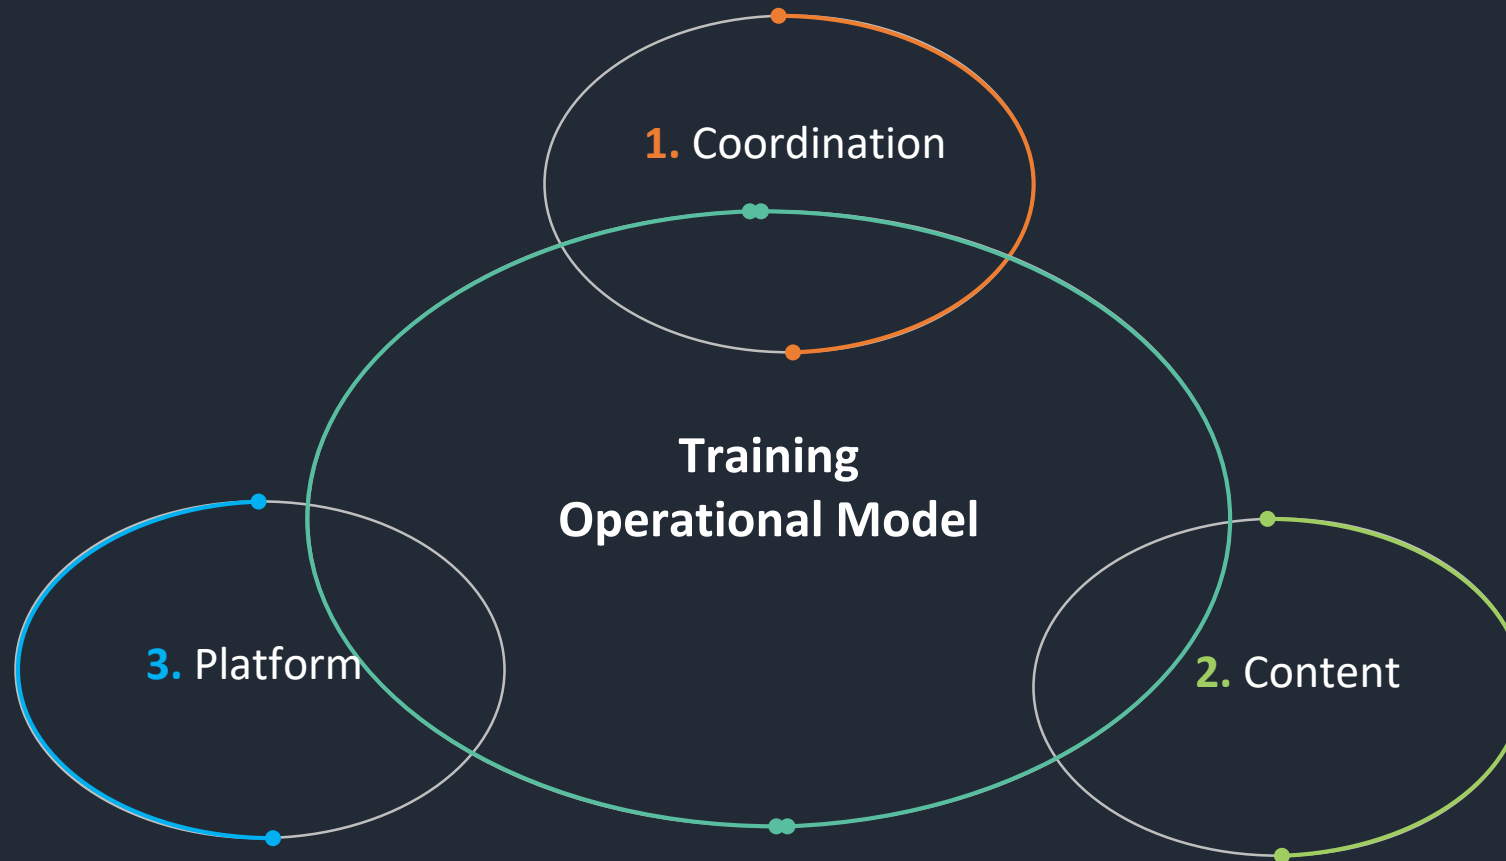 1. Coordination
Training
Operational Model
3. Platform
2. Content